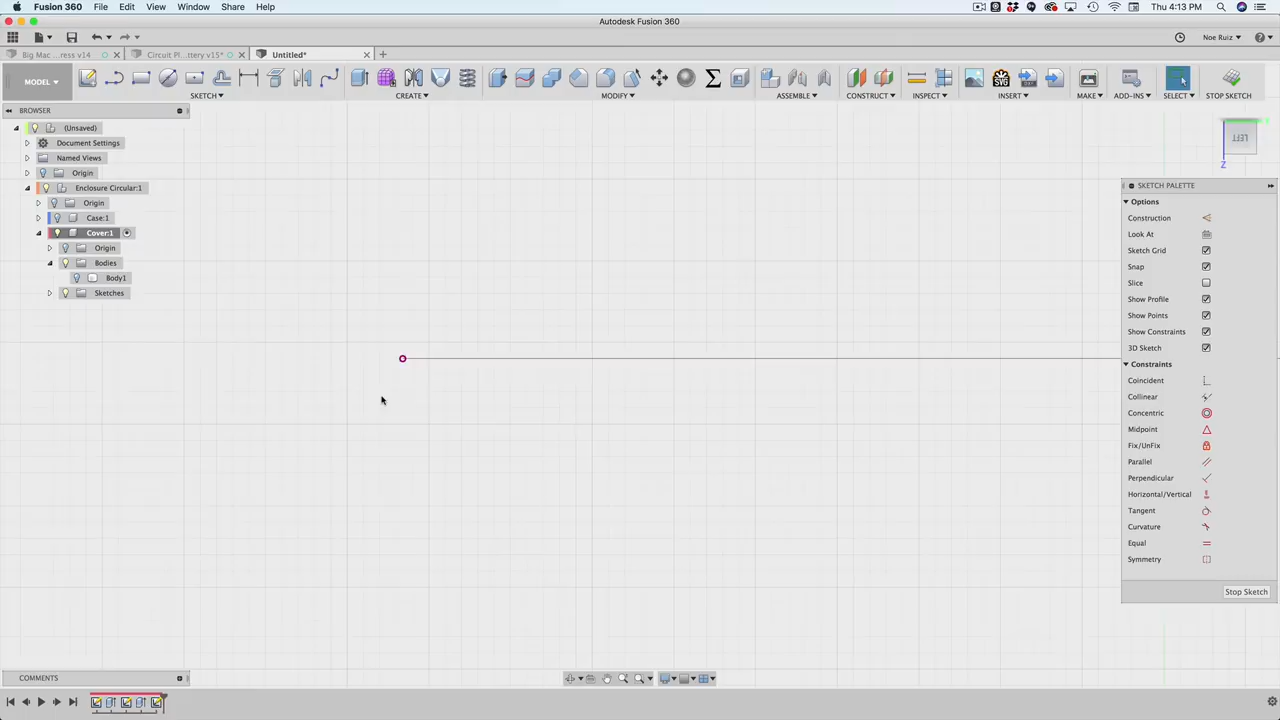 Fusion 360 File Edit View Window Share Help Thu 4:13 PM
Autodesk Fusion 360
Noe Ruiz
Big Mac ...ress v14 Circuit Pl...ttery v15* Untitled*
MODEL SKETCH CREATE MODIFY ASSEMBLE CONSTRUCT INSPECT INSERT MAKE ADD-INS SELECT STOP SKETCH
SVG
BROWSER
(Unsaved)
Document Settings
Named Views
Origin
Enclosure Circular:1
Origin
Case:1
Cover:1
Origin
Bodies
Body1
Sketches
LEFT
Z
SKETCH PALETTE
Options
Construction
Look At
Sketch Grid
Snap
Slice
Show Profile
Show Points
Show Constraints
3D Sketch
Constraints
Coincident
Collinear
Concentric
Midpoint
Fix/UnFix
Parallel
Perpendicular
Horizontal/Vertical
Tangent
Curvature
Equal
Symmetry
Stop Sketch
COMMENTS